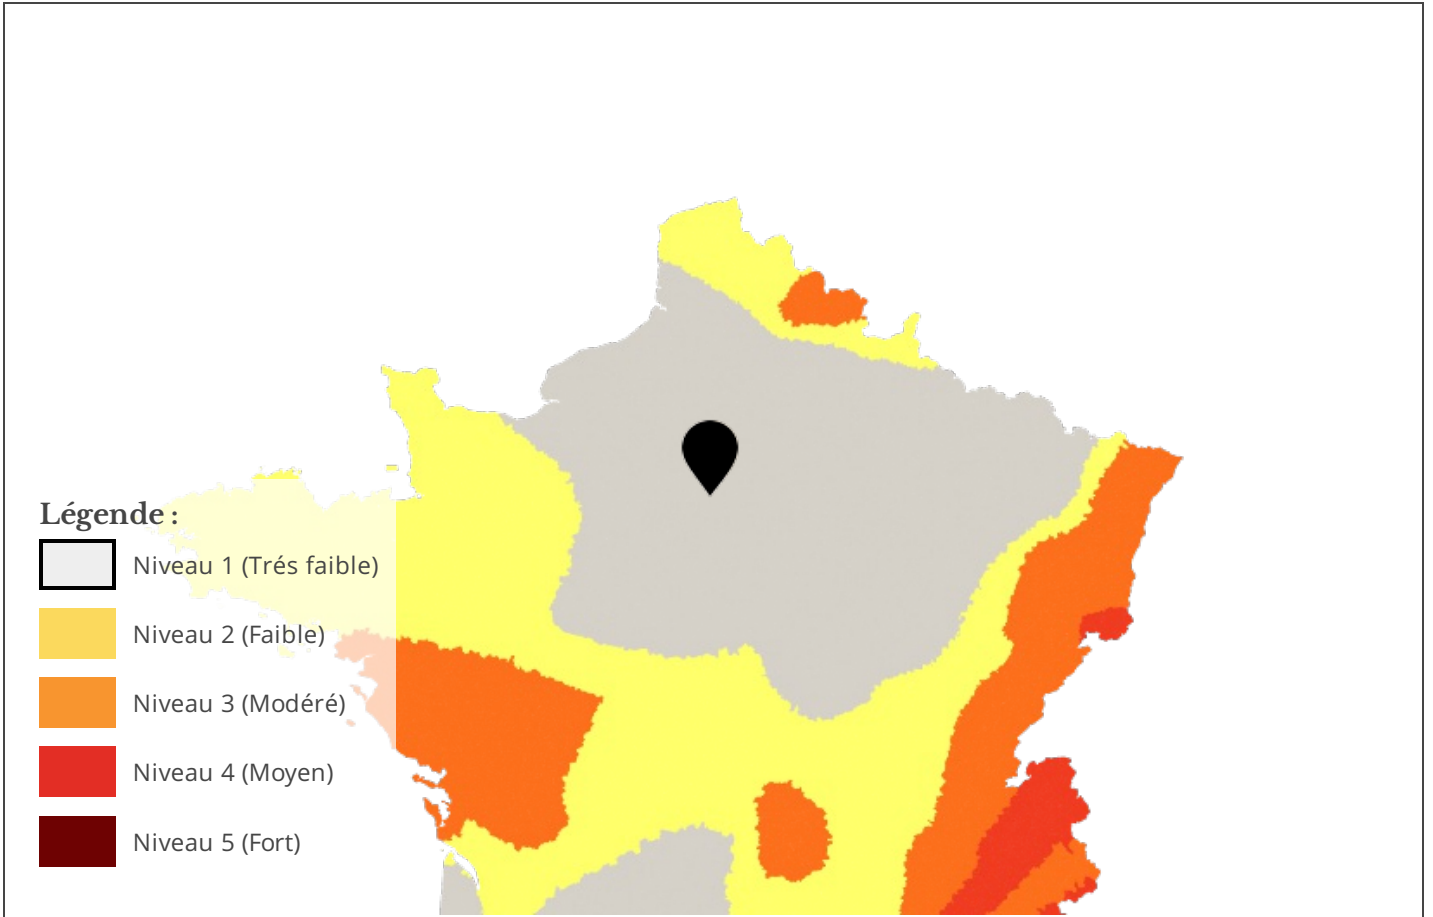 Légende :
Niveau 1 (Trés faible)
Niveau 2 (Faible)
Niveau 3 (Modéré)
Niveau 4 (Moyen)
Niveau 5 (Fort)